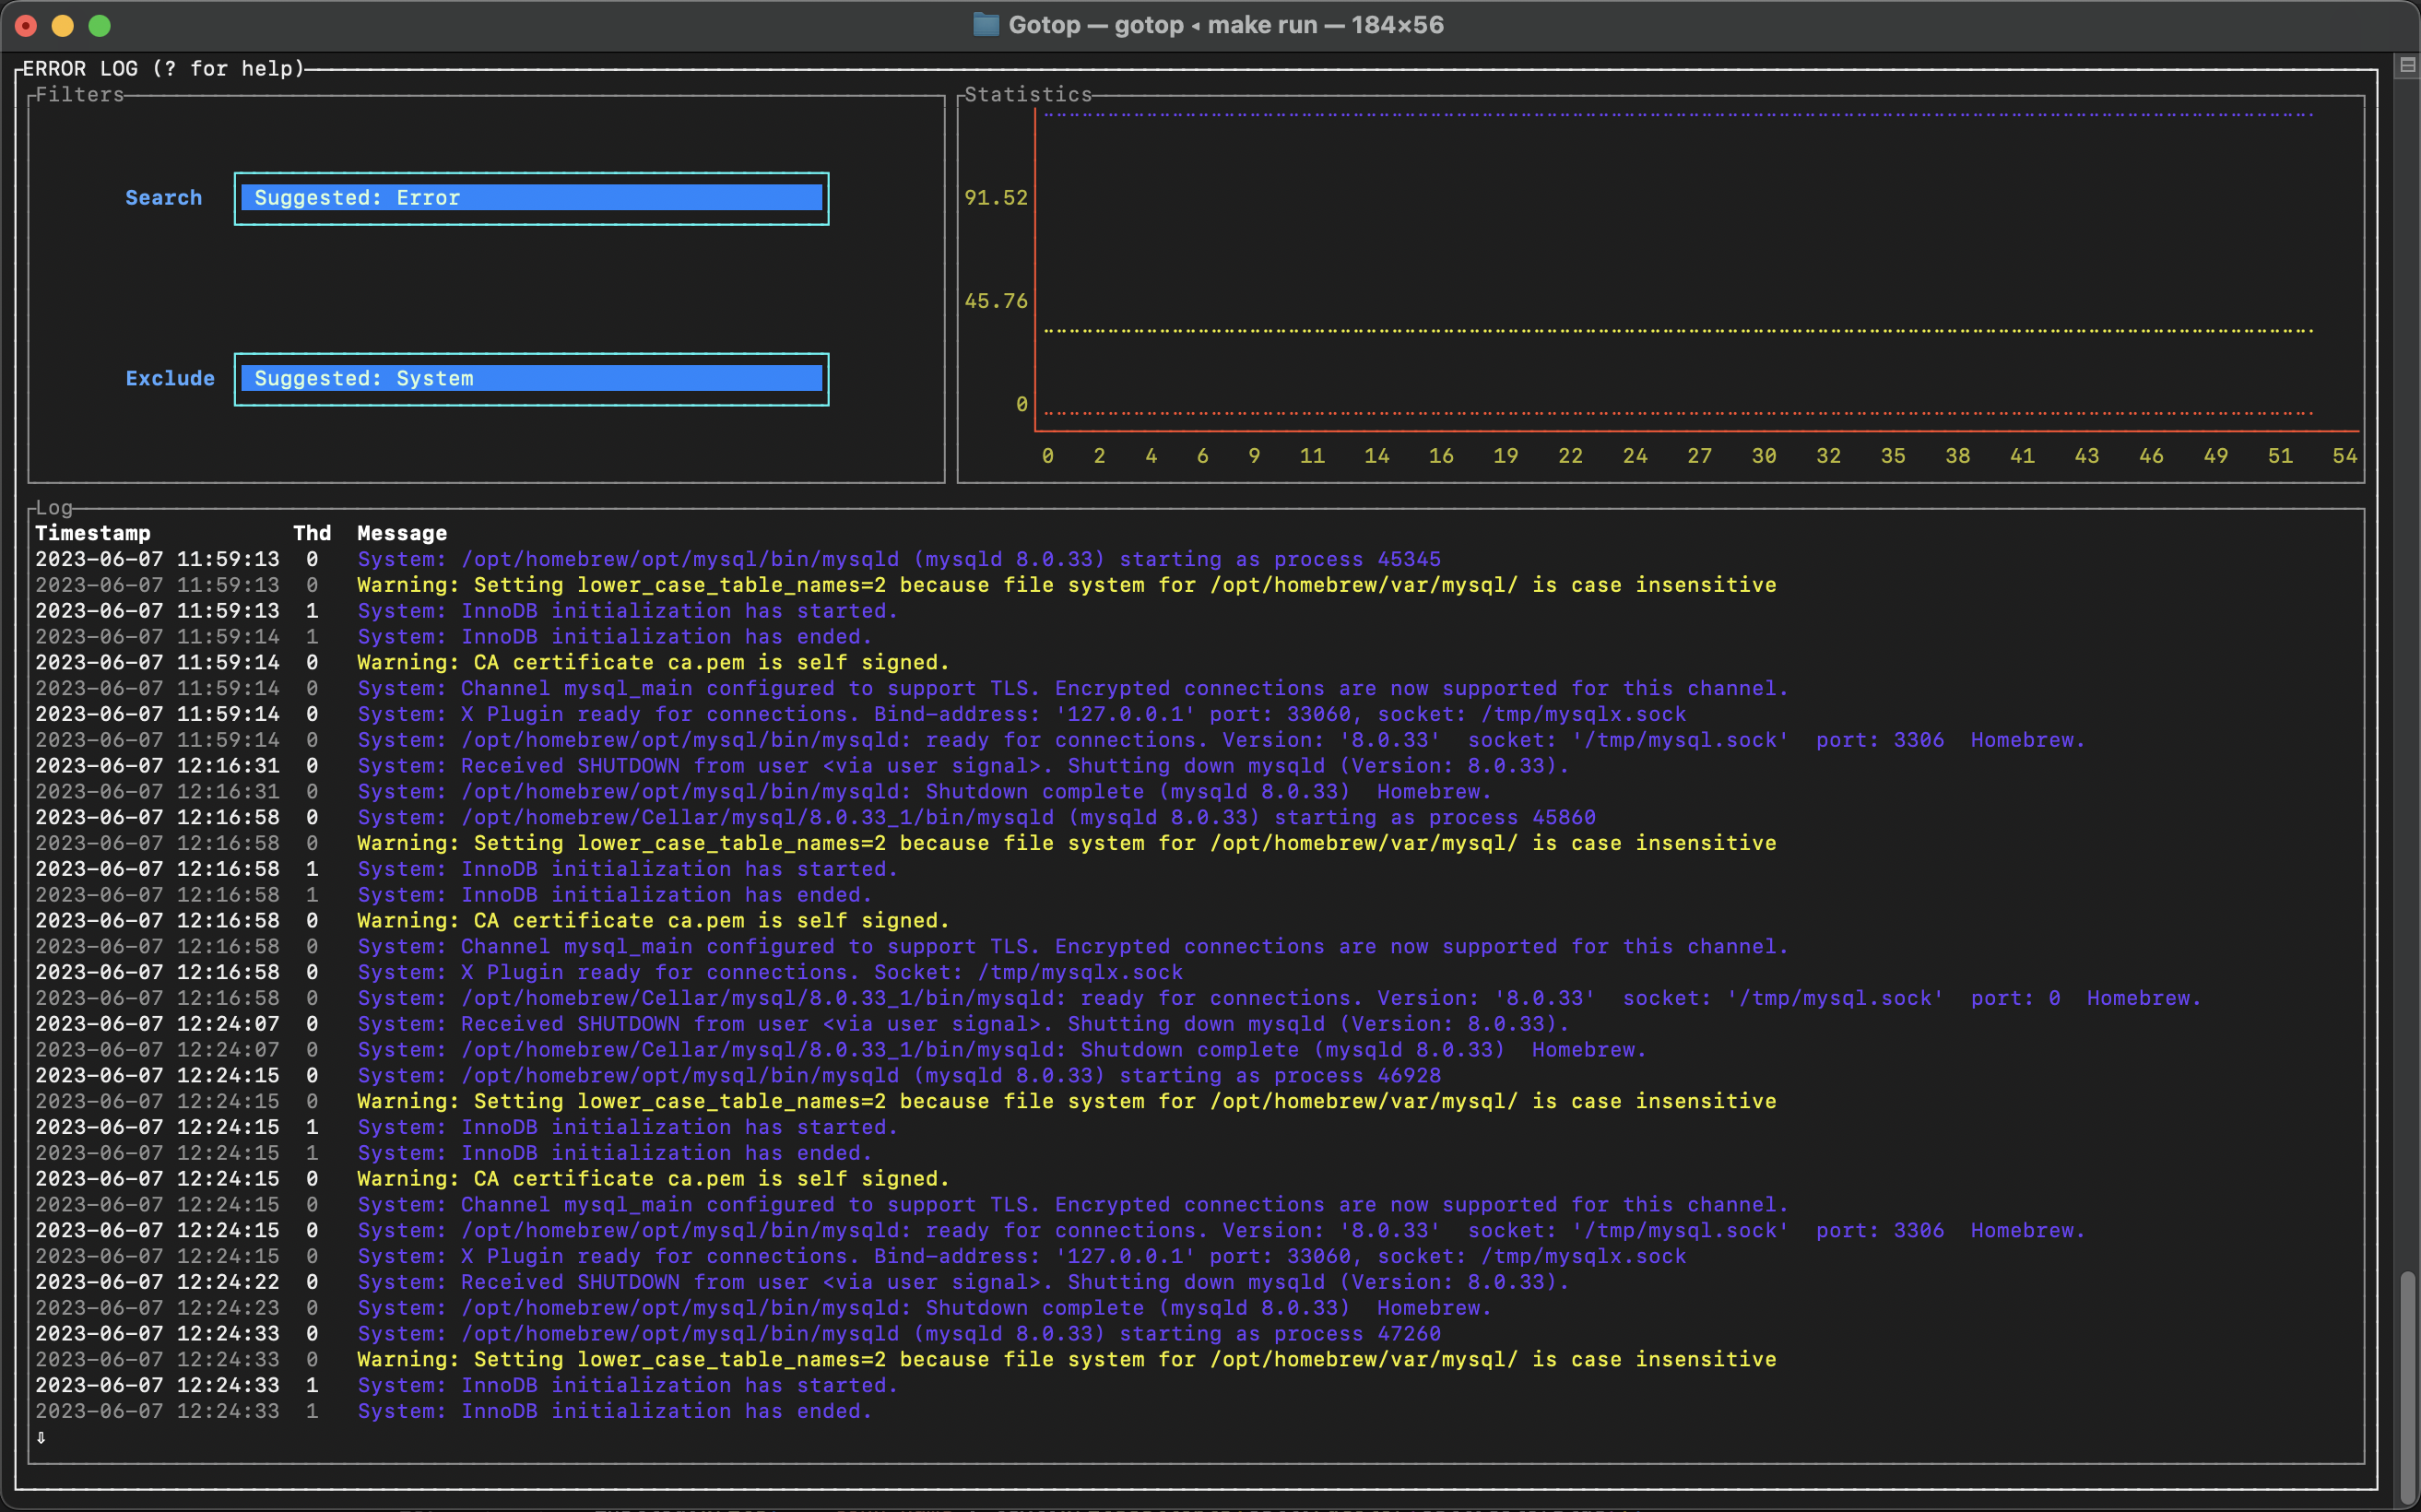 Gotop — gotop ◂ make run — 184×56
ERROR LOG (? for help)
Filters
Search Suggested: Error
Exclude Suggested: System
Statistics
91.52
45.76
0
0 2 4 6 9 11 14 16 19 22 24 27 30 32 35 38 41 43 46 49 51 54
Log
Timestamp Thd Message
2023-06-07 11:59:13 0 System: /opt/homebrew/opt/mysql/bin/mysqld (mysqld 8.0.33) starting as process 45345
2023-06-07 11:59:13 0 Warning: Setting lower_case_table_names=2 because file system for /opt/homebrew/var/mysql/ is case insensitive
2023-06-07 11:59:13 1 System: InnoDB initialization has started.
2023-06-07 11:59:14 1 System: InnoDB initialization has ended.
2023-06-07 11:59:14 0 Warning: CA certificate ca.pem is self signed.
2023-06-07 11:59:14 0 System: Channel mysql_main configured to support TLS. Encrypted connections are now supported for this channel.
2023-06-07 11:59:14 0 System: X Plugin ready for connections. Bind-address: '127.0.0.1' port: 33060, socket: /tmp/mysqlx.sock
2023-06-07 11:59:14 0 System: /opt/homebrew/opt/mysql/bin/mysqld: ready for connections. Version: '8.0.33'  socket: '/tmp/mysql.sock'  port: 3306  Homebrew.
2023-06-07 12:16:31 0 System: Received SHUTDOWN from user <via user signal>. Shutting down mysqld (Version: 8.0.33).
2023-06-07 12:16:31 0 System: /opt/homebrew/opt/mysql/bin/mysqld: Shutdown complete (mysqld 8.0.33)  Homebrew.
2023-06-07 12:16:58 0 System: /opt/homebrew/Cellar/mysql/8.0.33_1/bin/mysqld (mysqld 8.0.33) starting as process 45860
2023-06-07 12:16:58 0 Warning: Setting lower_case_table_names=2 because file system for /opt/homebrew/var/mysql/ is case insensitive
2023-06-07 12:16:58 1 System: InnoDB initialization has started.
2023-06-07 12:16:58 1 System: InnoDB initialization has ended.
2023-06-07 12:16:58 0 Warning: CA certificate ca.pem is self signed.
2023-06-07 12:16:58 0 System: Channel mysql_main configured to support TLS. Encrypted connections are now supported for this channel.
2023-06-07 12:16:58 0 System: X Plugin ready for connections. Socket: /tmp/mysqlx.sock
2023-06-07 12:16:58 0 System: /opt/homebrew/Cellar/mysql/8.0.33_1/bin/mysqld: ready for connections. Version: '8.0.33'  socket: '/tmp/mysql.sock'  port: 0  Homebrew.
2023-06-07 12:24:07 0 System: Received SHUTDOWN from user <via user signal>. Shutting down mysqld (Version: 8.0.33).
2023-06-07 12:24:07 0 System: /opt/homebrew/Cellar/mysql/8.0.33_1/bin/mysqld: Shutdown complete (mysqld 8.0.33)  Homebrew.
2023-06-07 12:24:15 0 System: /opt/homebrew/opt/mysql/bin/mysqld (mysqld 8.0.33) starting as process 46928
2023-06-07 12:24:15 0 Warning: Setting lower_case_table_names=2 because file system for /opt/homebrew/var/mysql/ is case insensitive
2023-06-07 12:24:15 1 System: InnoDB initialization has started.
2023-06-07 12:24:15 1 System: InnoDB initialization has ended.
2023-06-07 12:24:15 0 Warning: CA certificate ca.pem is self signed.
2023-06-07 12:24:15 0 System: Channel mysql_main configured to support TLS. Encrypted connections are now supported for this channel.
2023-06-07 12:24:15 0 System: /opt/homebrew/opt/mysql/bin/mysqld: ready for connections. Version: '8.0.33'  socket: '/tmp/mysql.sock'  port: 3306  Homebrew.
2023-06-07 12:24:15 0 System: X Plugin ready for connections. Bind-address: '127.0.0.1' port: 33060, socket: /tmp/mysqlx.sock
2023-06-07 12:24:22 0 System: Received SHUTDOWN from user <via user signal>. Shutting down mysqld (Version: 8.0.33).
2023-06-07 12:24:23 0 System: /opt/homebrew/opt/mysql/bin/mysqld: Shutdown complete (mysqld 8.0.33)  Homebrew.
2023-06-07 12:24:33 0 System: /opt/homebrew/opt/mysql/bin/mysqld (mysqld 8.0.33) starting as process 47260
2023-06-07 12:24:33 0 Warning: Setting lower_case_table_names=2 because file system for /opt/homebrew/var/mysql/ is case insensitive
2023-06-07 12:24:33 1 System: InnoDB initialization has started.
2023-06-07 12:24:33 1 System: InnoDB initialization has ended.
⇩